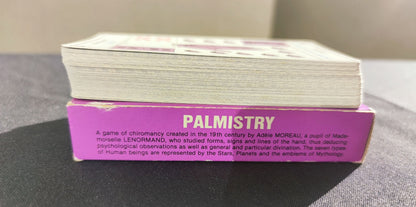 PALMISTRY
A game of chiromancy created in the 19th century by Adèle MOREAU, a pupil of Made-
moiselle LENORMAND, who studied forms, signs and lines of the hand, thus deducing
psychological observations as well as general and particular divination. The seven types
of Human beings are represented by the Stars, Planets and the emblems of Mythology.